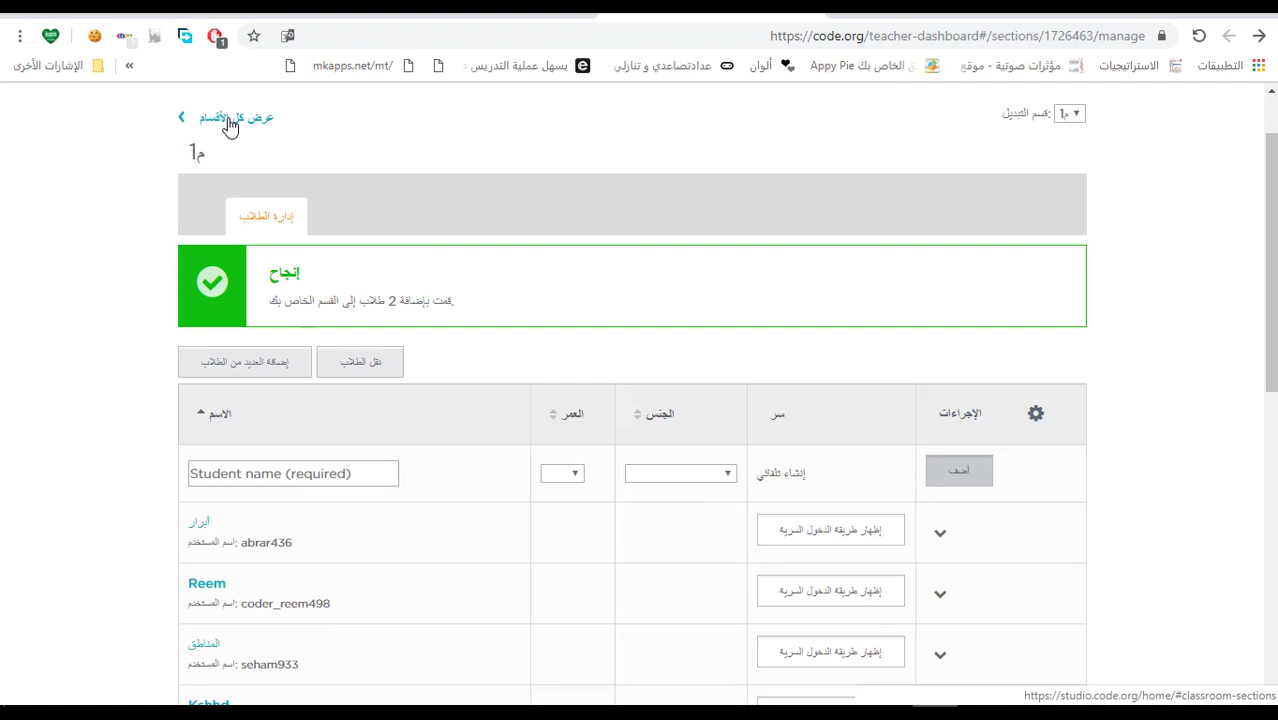 https://code.org/teacher-dashboard#/sections/1726463/manage
التطبيقات
الاستراتيجيات
مؤثرات صوتية - موقع
Appy Pie الخاص بك
ألوان
عدادتصاعدي و تنازلي
يسهل عملية التدريس
mkapps.net/mt/
»
الإشارات الأخرى
عرض كل الأقسام
قسم التبديل:
م1
م1
إدارة الطلاب
إنجاح
قمت بإضافة 2 طلاب إلى القسم الخاص بك.
إضافة العديد من الطلاب
نقل الطلاب
الاسم
العمر
الجنس
سر
الإجراءات
Student name (required)
إنشاء تلقائي
أضف
أبرار
اسم المستخدم: abrar436
إظهار طريقة الدخول السرية
Reem
اسم المستخدم: coder_reem498
إظهار طريقة الدخول السرية
المناطق
اسم المستخدم: seham933
إظهار طريقة الدخول السرية
https://studio.code.org/home/#classroom-sections